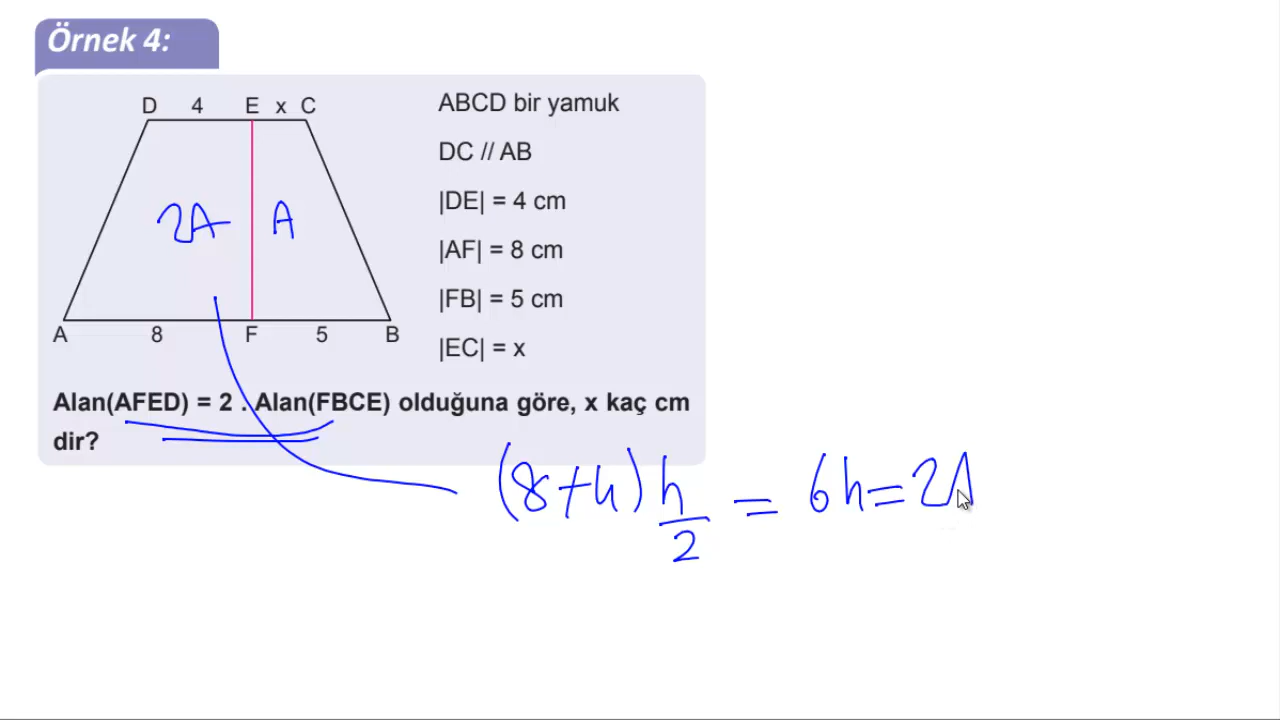 Örnek 4:
D 4 E x C
2A A
A 8 F 5 B
ABCD bir yamuk
DC // AB
|DE| = 4 cm
|AF| = 8 cm
|FB| = 5 cm
|EC| = x
Alan(AFED) = 2 . Alan(FBCE) olduğuna göre, x kaç cm
dir?
(8+4) h/2 = 6h = 2A